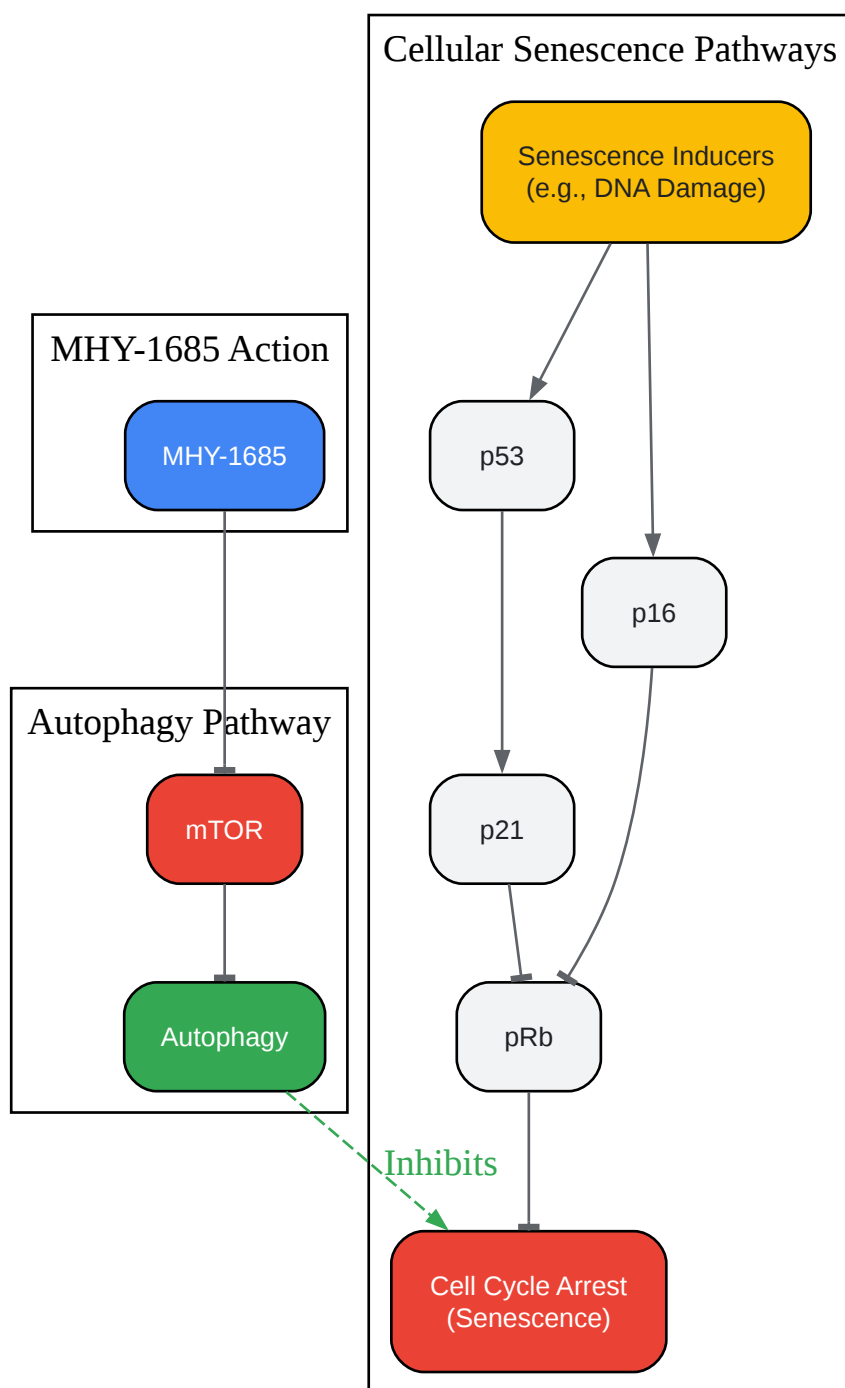 Cellular Senescence Pathways
Senescence Inducers
(e.g., DNA Damage)
MHY-1685 Action
MHY-1685
p53
p16
Autophagy Pathway
mTOR
p21
Autophagy
pRb
Inhibits
Cell Cycle Arrest
(Senescence)